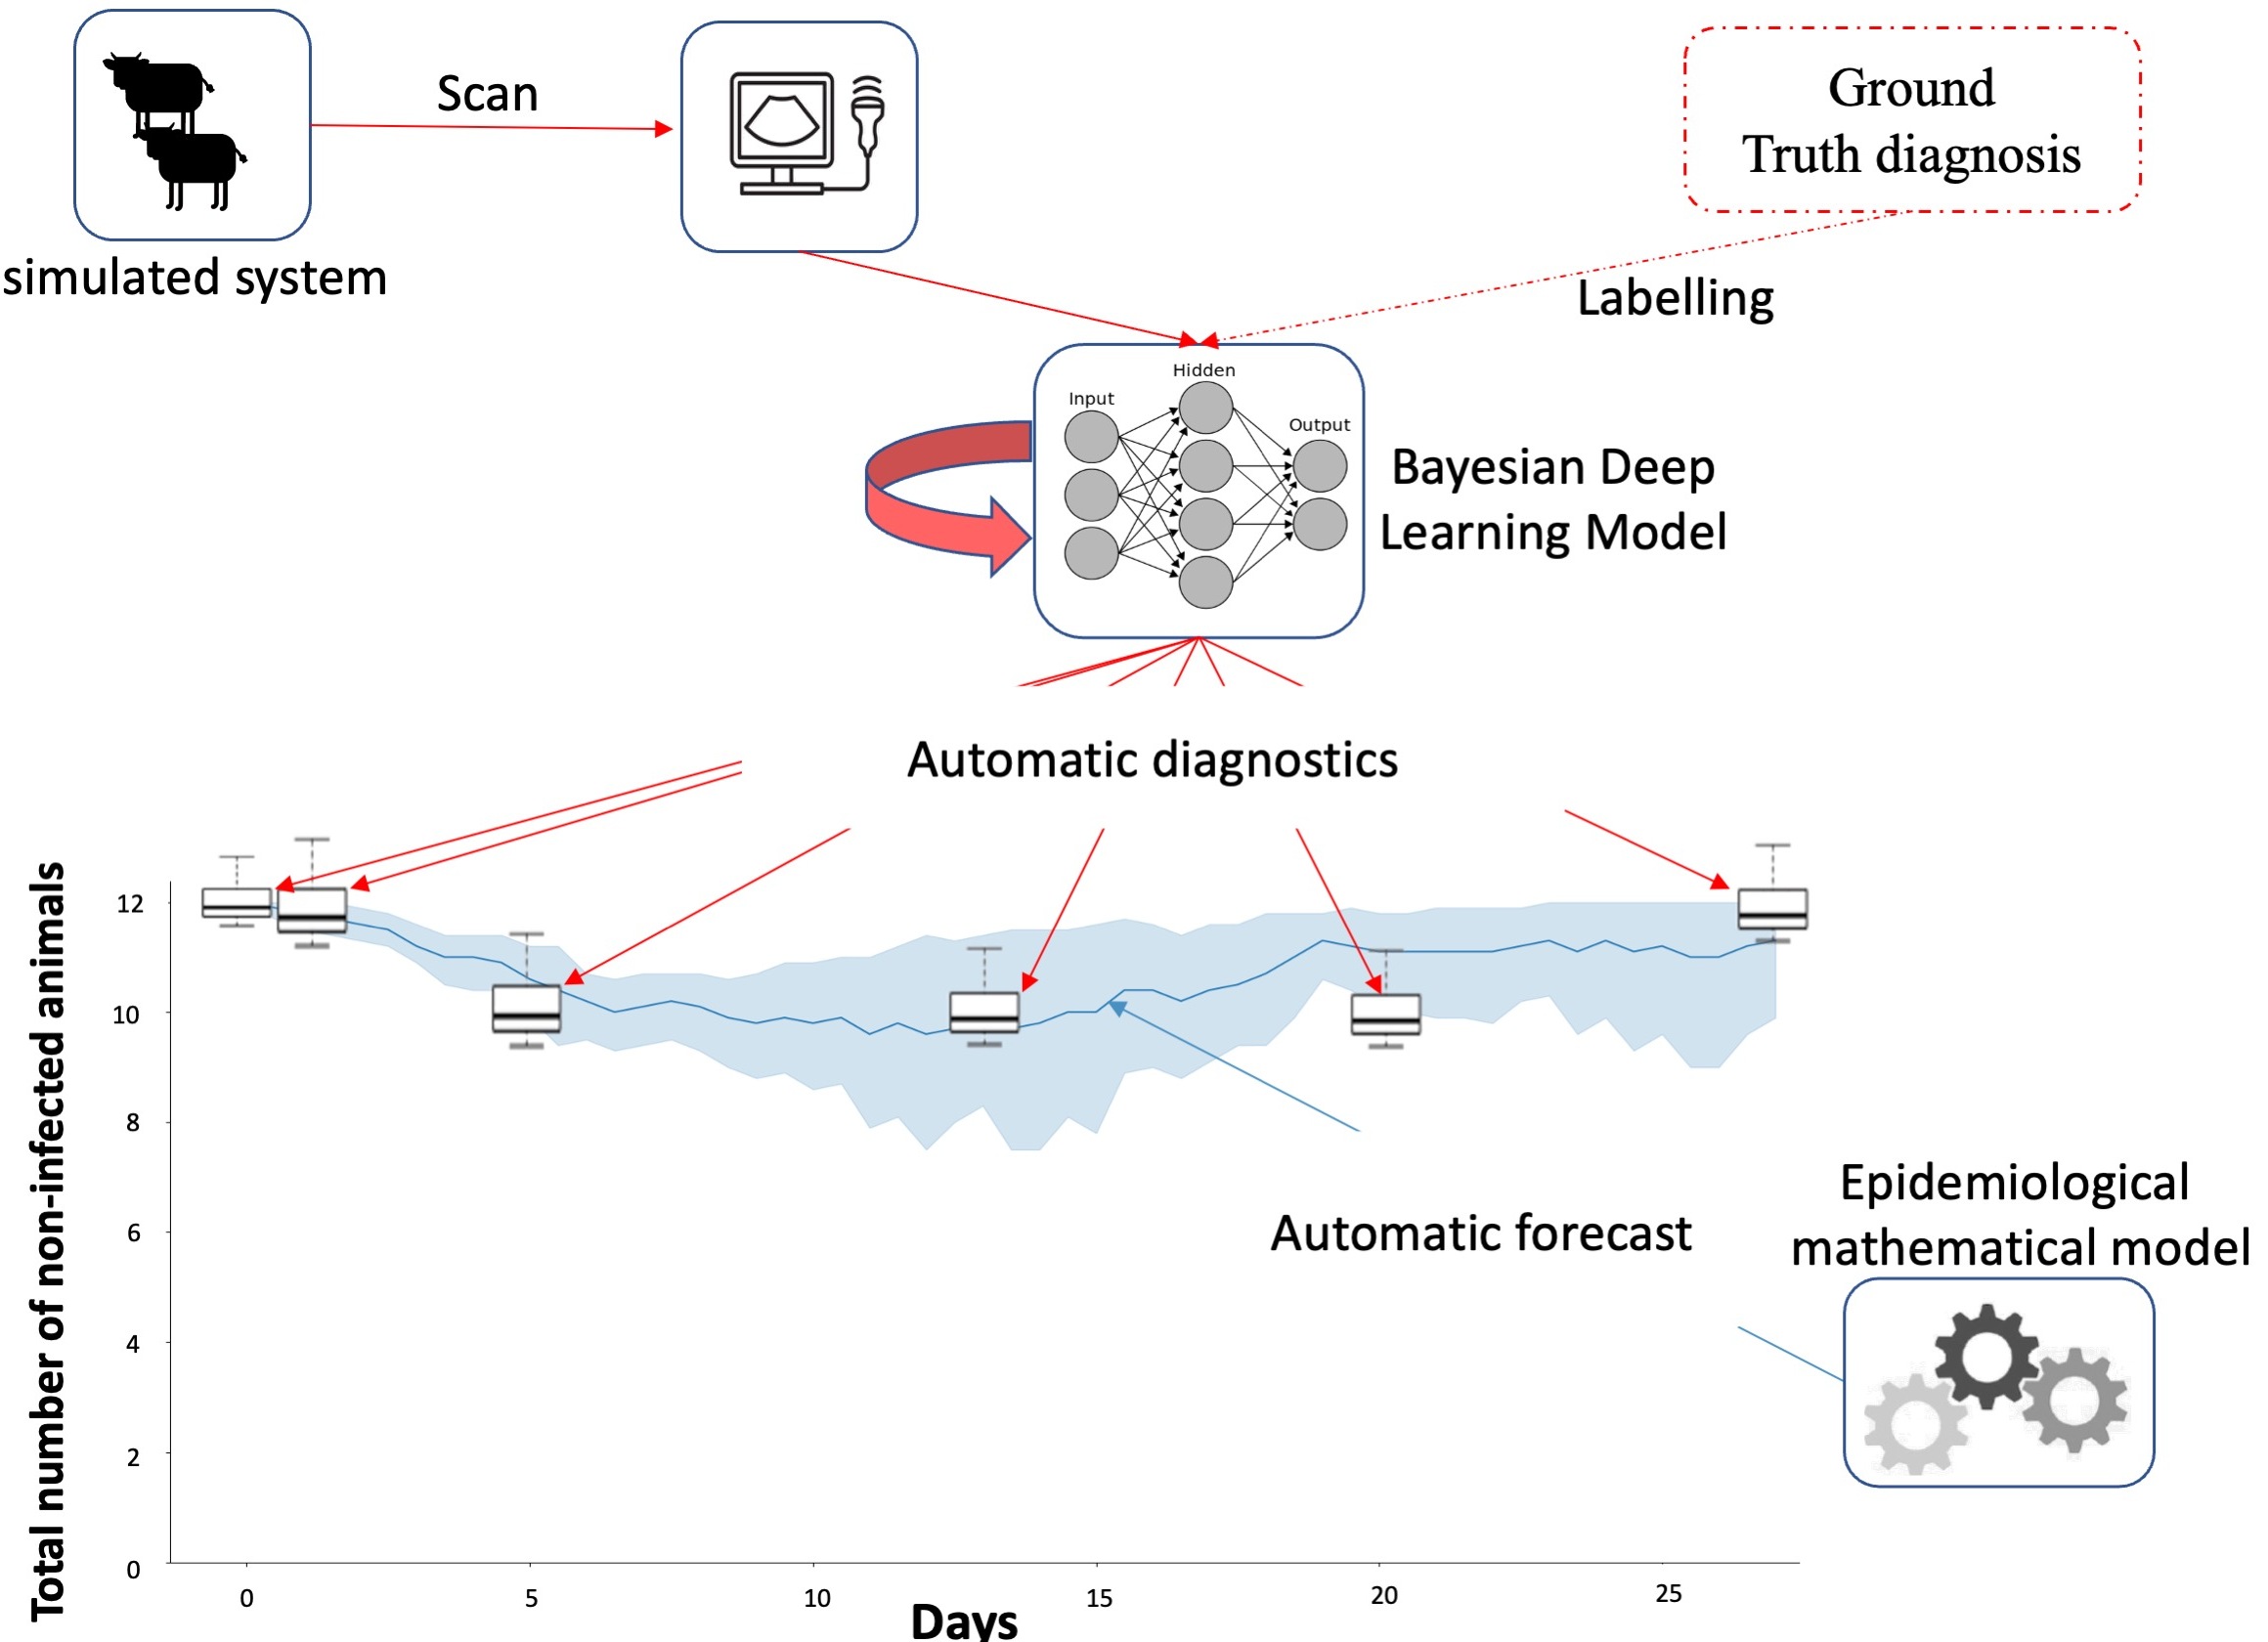 Scan
Ground
Truth diagnosis
simulated system
Labelling
Hidden
Input
Output
Bayesian Deep
Learning Model
Automatic diagnostics
Total number of non-infected animals
12
10
8
6
4
2
0
Automatic forecast
Epidemiological
mathematical model
0
5
10
15
20
25
Days